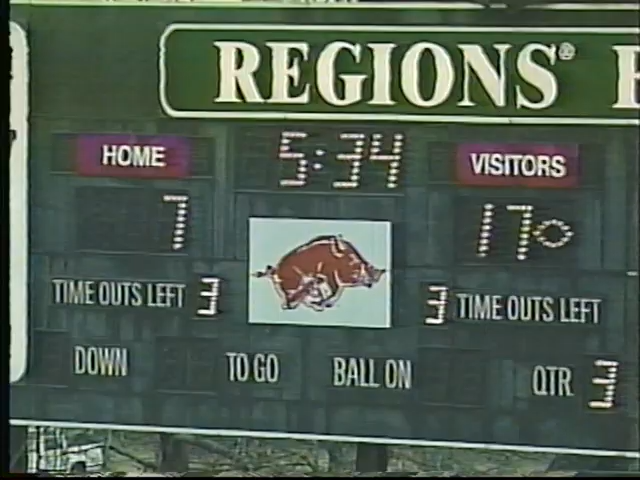 REGIONS®
HOME 5:34 VISITORS
7 17
TIME OUTS LEFT 3 3 TIME OUTS LEFT
DOWN TO GO BALL ON QTR